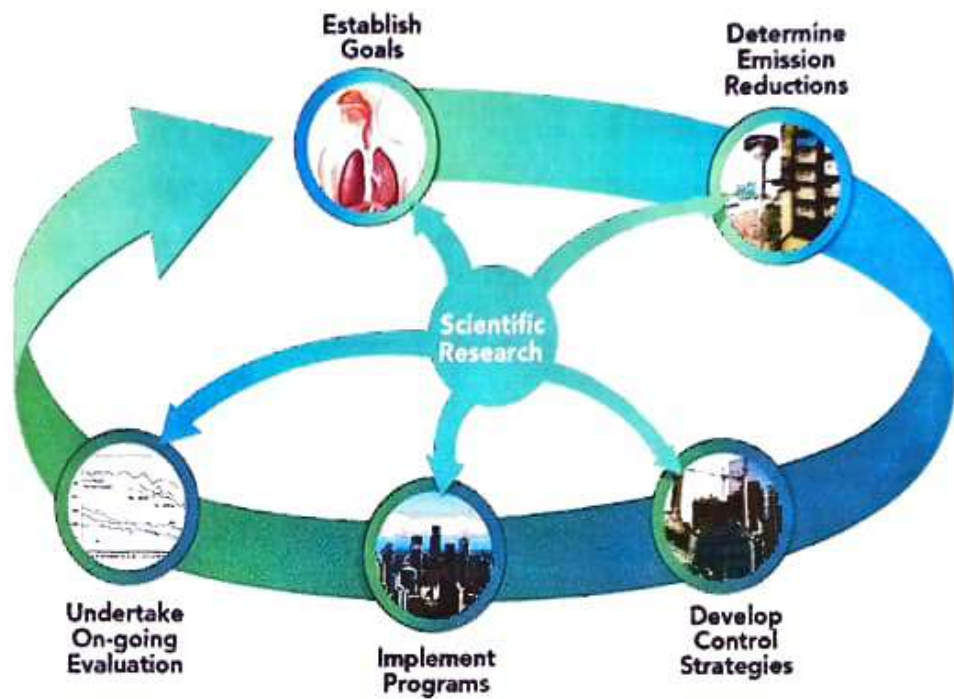 Establish
Goals
Determine
Emission
Reductions
Scientific
Research
Develop
Control
Strategies
Implement
Programs
Undertake
On-going
Evaluation